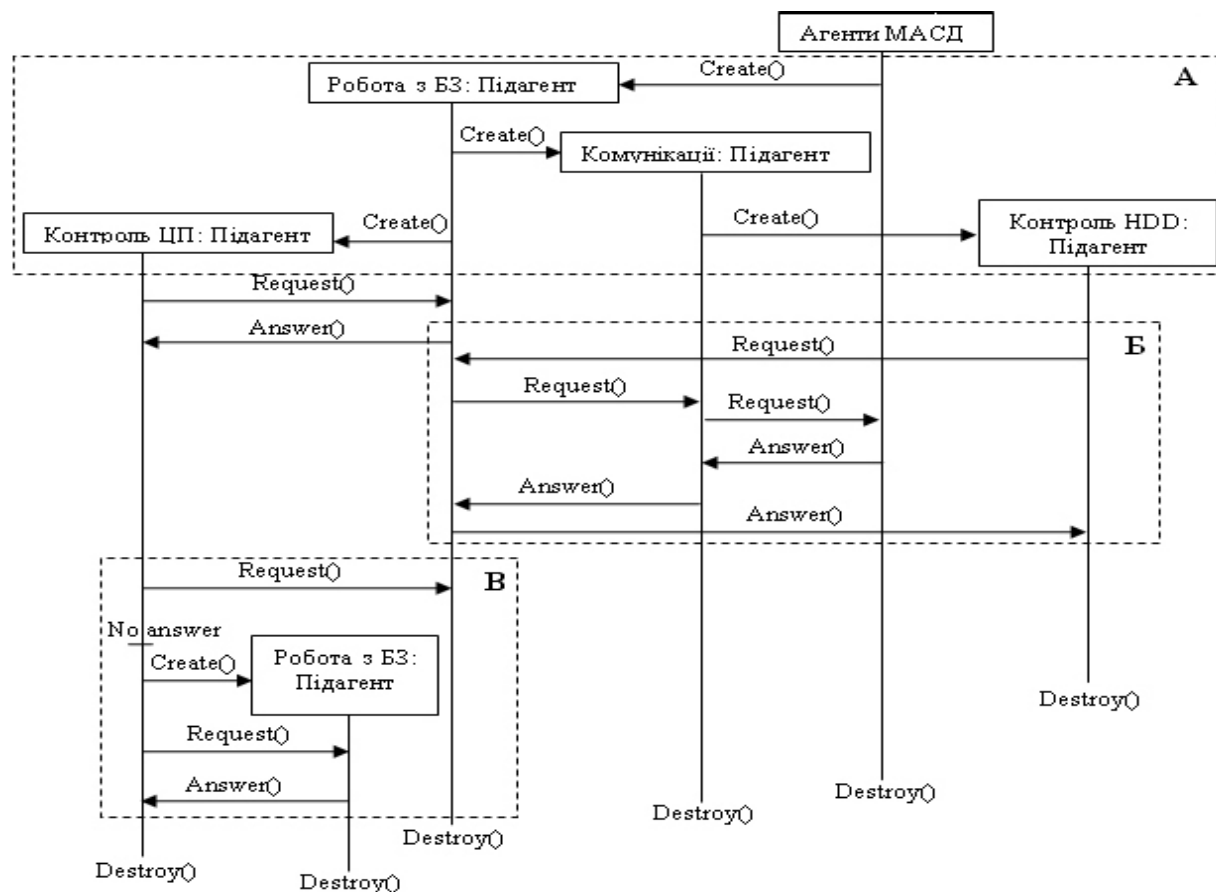 Агенти МАСД
Create()
А
Робота з БЗ: Підагент
Create()
Комунікації: Підагент
Create()
Create()
Контроль ЦП: Підагент
Контроль HDD:
Підагент
Request()
Answer()
Б
Request()
Request()
Request()
Answer()
Answer()
Answer()
Request()
В
No answer
Create()
Робота з БЗ:
Підагент
Destroy()
Request()
Answer()
Destroy()
Destroy()
Destroy()
Destroy()
Destroy()